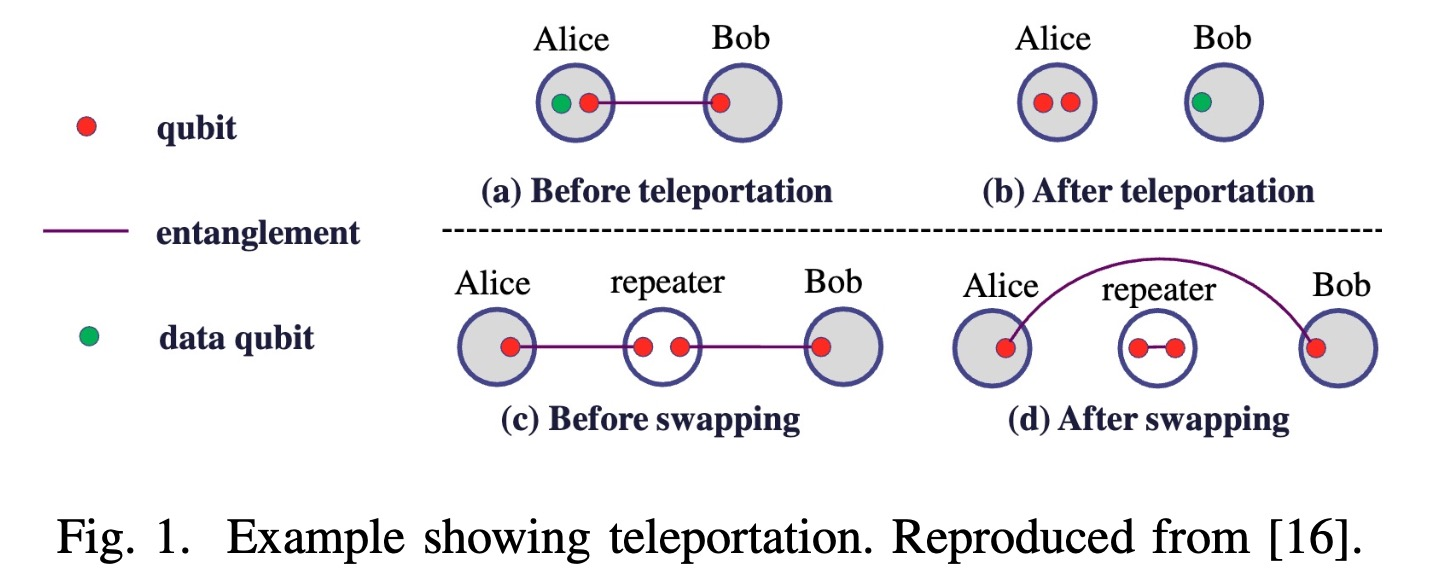 Alice
Bob
Alice
Bob
qubit
(a) Before teleportation
(b) After teleportation
entanglement
Alice
repeater
Bob
Alice
repeater
Bob
data qubit
(c) Before swapping
(d) After swapping
Fig. 1. Example showing teleportation. Reproduced from [16].